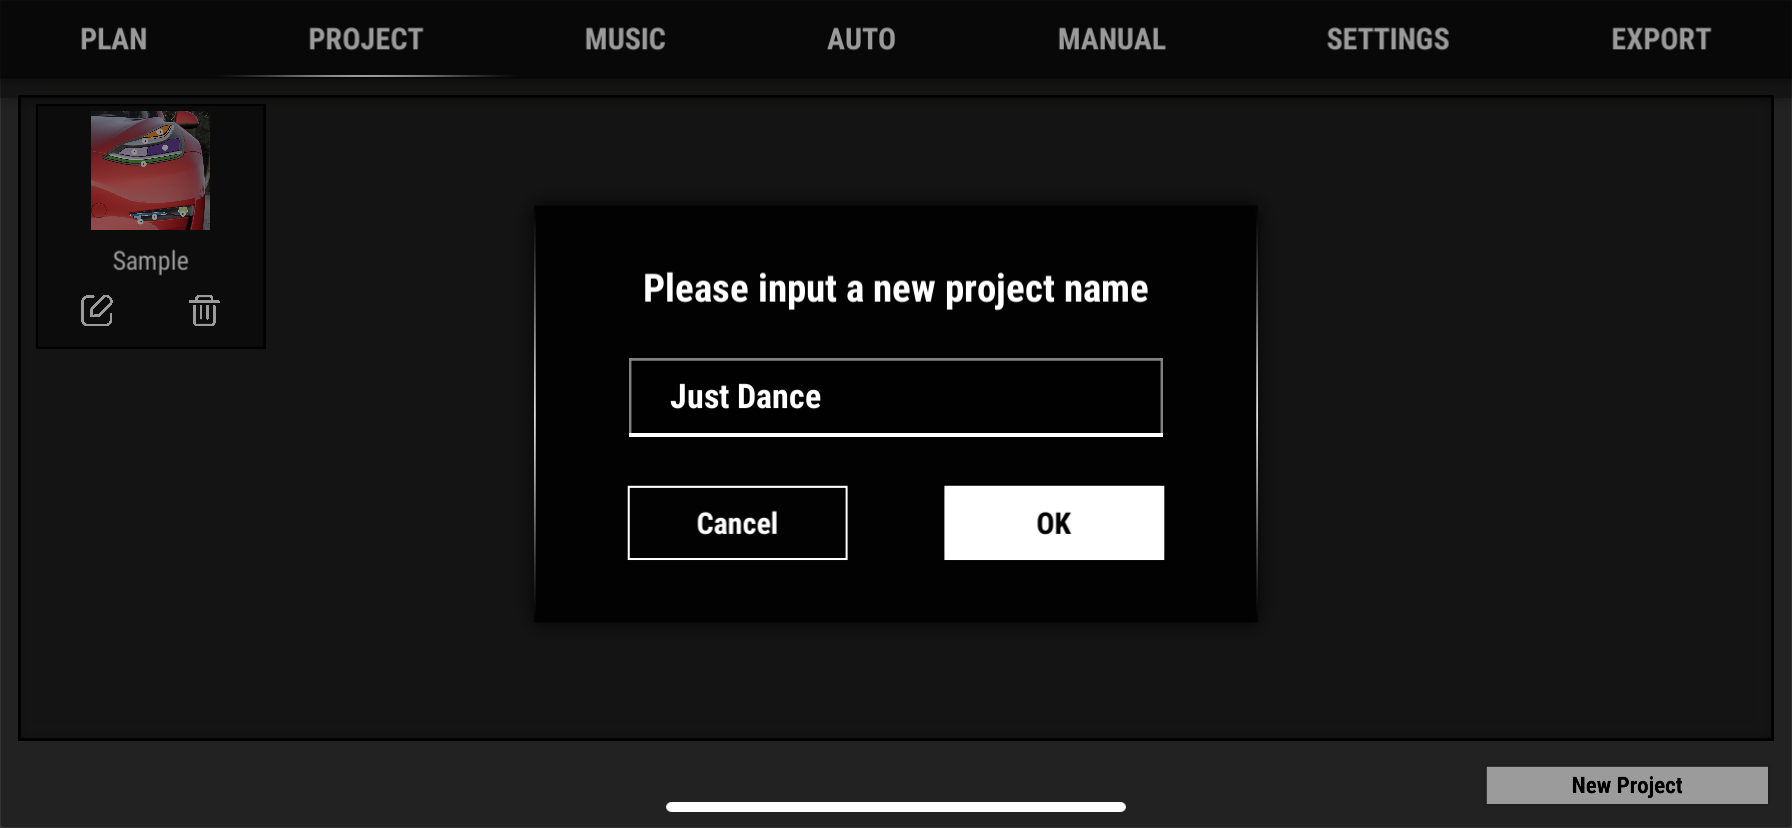 PLAN PROJECT MUSIC AUTO MANUAL SETTINGS EXPORT
Sample
Please input a new project name
Just Dance
Cancel OK
New Project